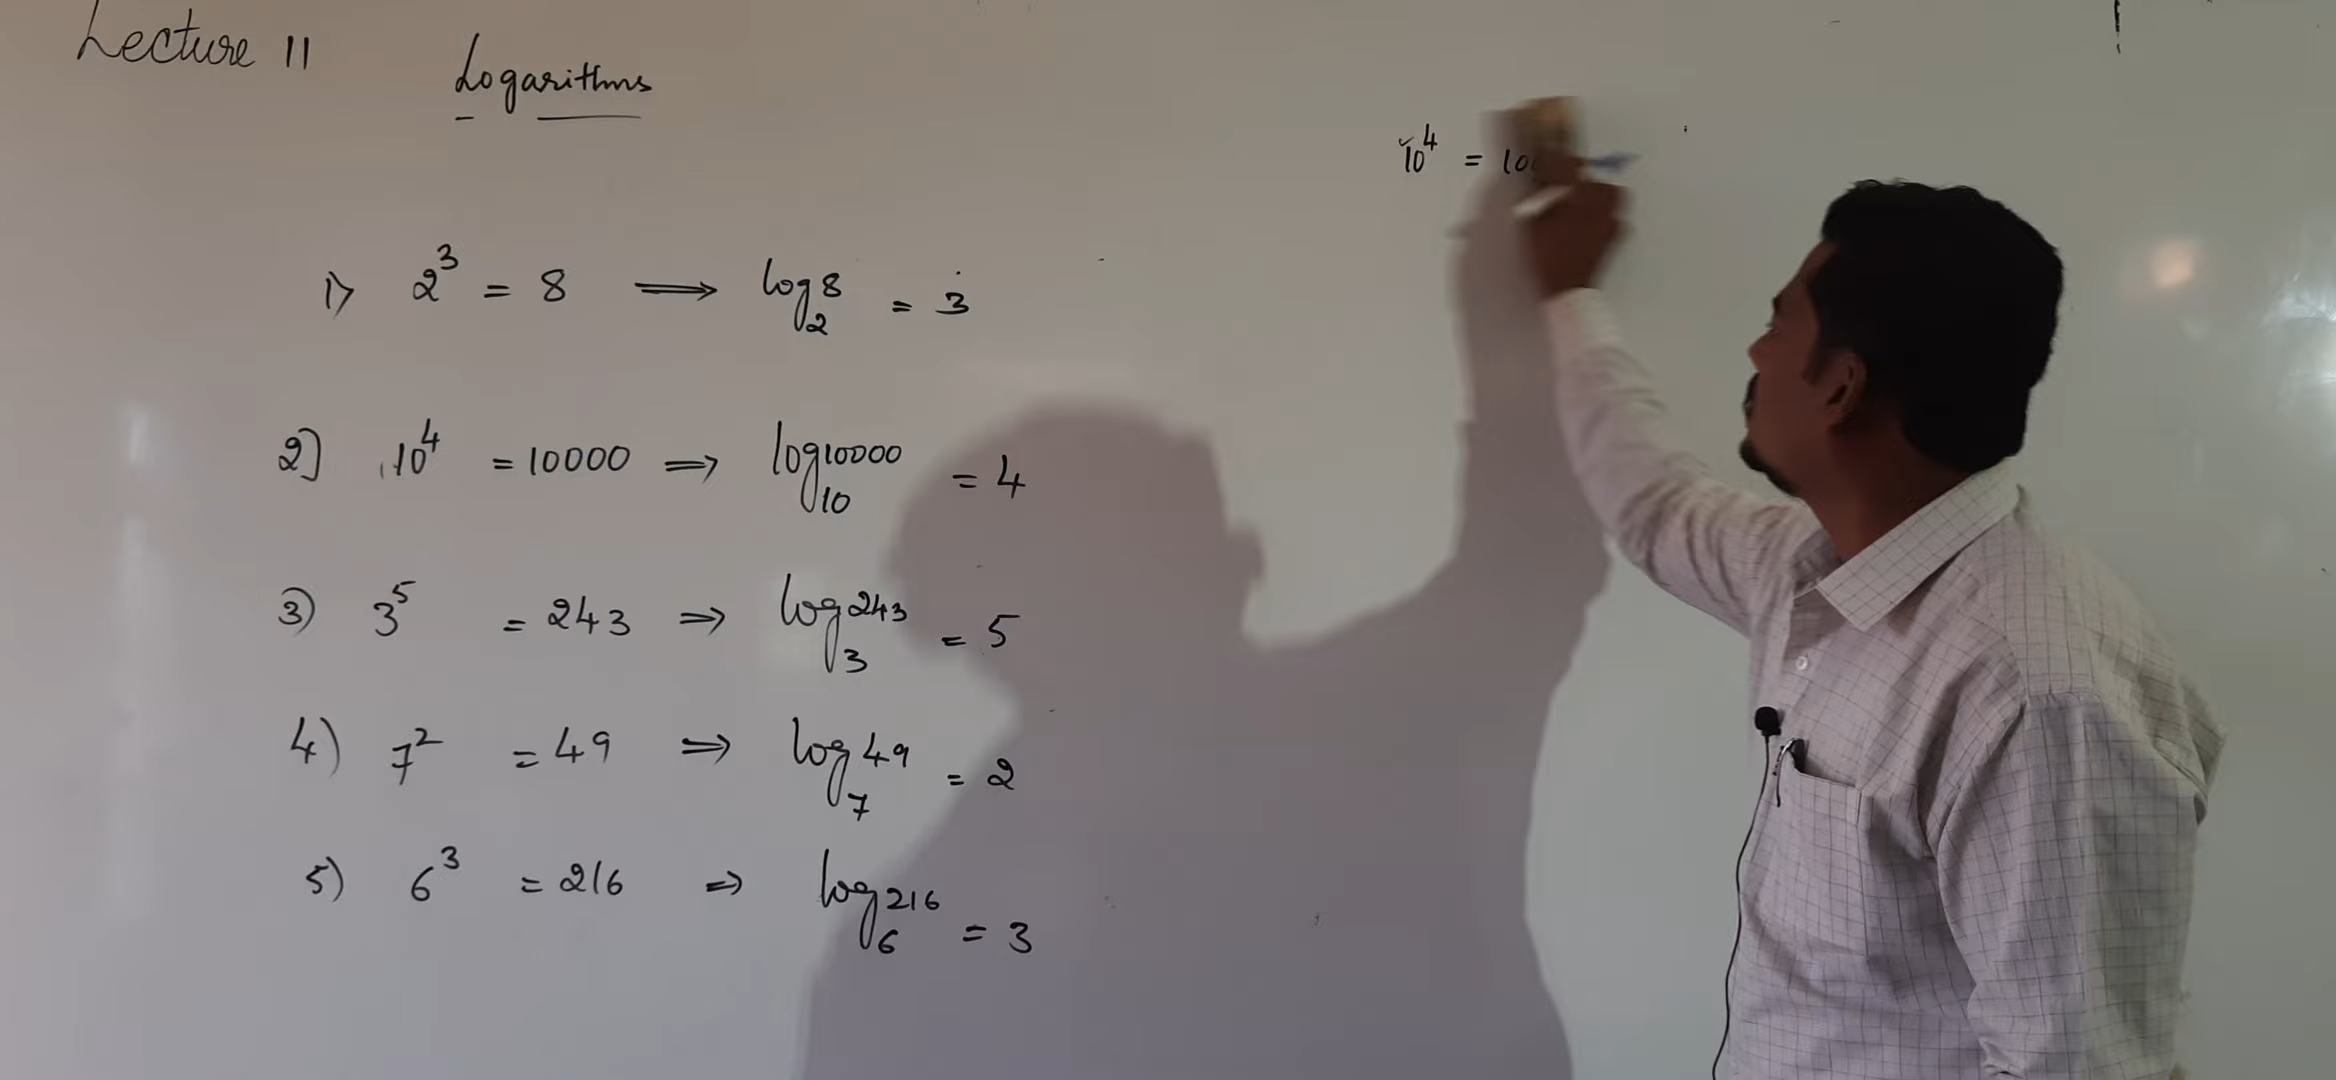 Lecture 11
Logarithms
10⁴ = 10
1) 2³ = 8 ⟹ log₂8 = 3
2) 10⁴ = 10000 ⟹ log₁₀10000 = 4
3) 3⁵ = 243 ⟹ log₃243 = 5
4) 7² = 49 ⟹ log₇49 = 2
5) 6³ = 216 ⟹ log₆216 = 3